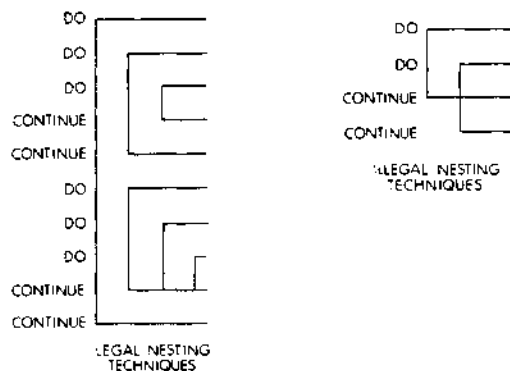 DO
DO
DO
CONTINUE
CONTINUE
DO
DO
DO
CONTINUE
CONTINUE
LEGAL NESTING
TECHNIQUES
DO
DO
CONTINUE
CONTINUE
ILLEGAL NESTING
TECHNIQUES